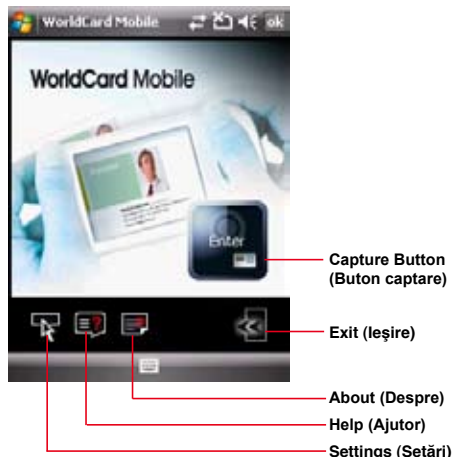 WorldCard Mobile
ok
WorldCard Mobile
Enter
Capture Button
(Buton captare)
Exit (Ieşire)
About (Despre)
Help (Ajutor)
Settings (Setări)